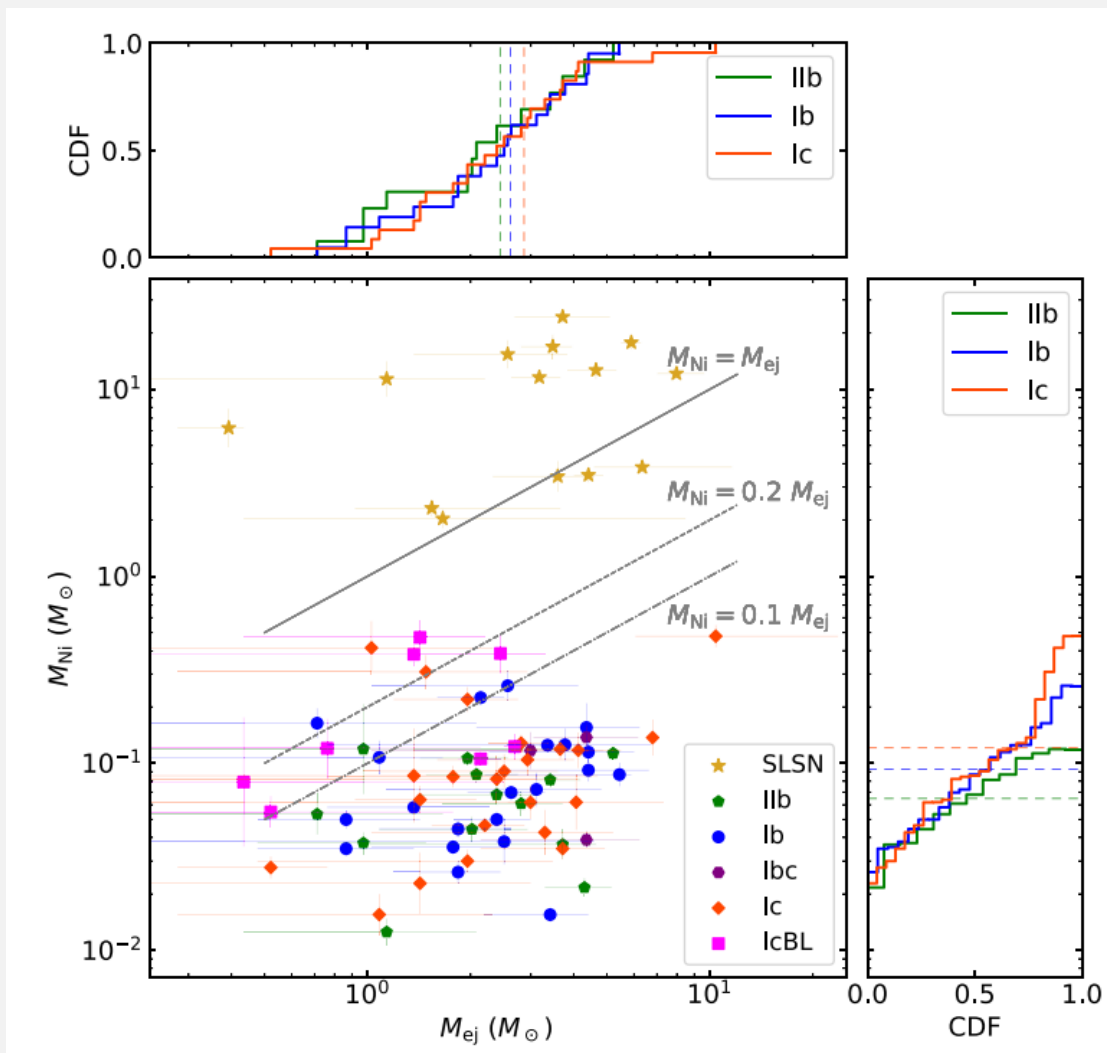 1.0
0.5
0.0
CDF
IIb
Ib
Ic
M_Ni = M_ej
M_Ni = 0.2 M_ej
M_Ni = 0.1 M_ej
10^1
10^0
10^-1
10^-2
M_Ni (M_⊙)
SLSN
IIb
Ib
Ibc
Ic
IcBL
10^0
10^1
M_ej (M_⊙)
IIb
Ib
Ic
0.0 0.5 1.0
CDF